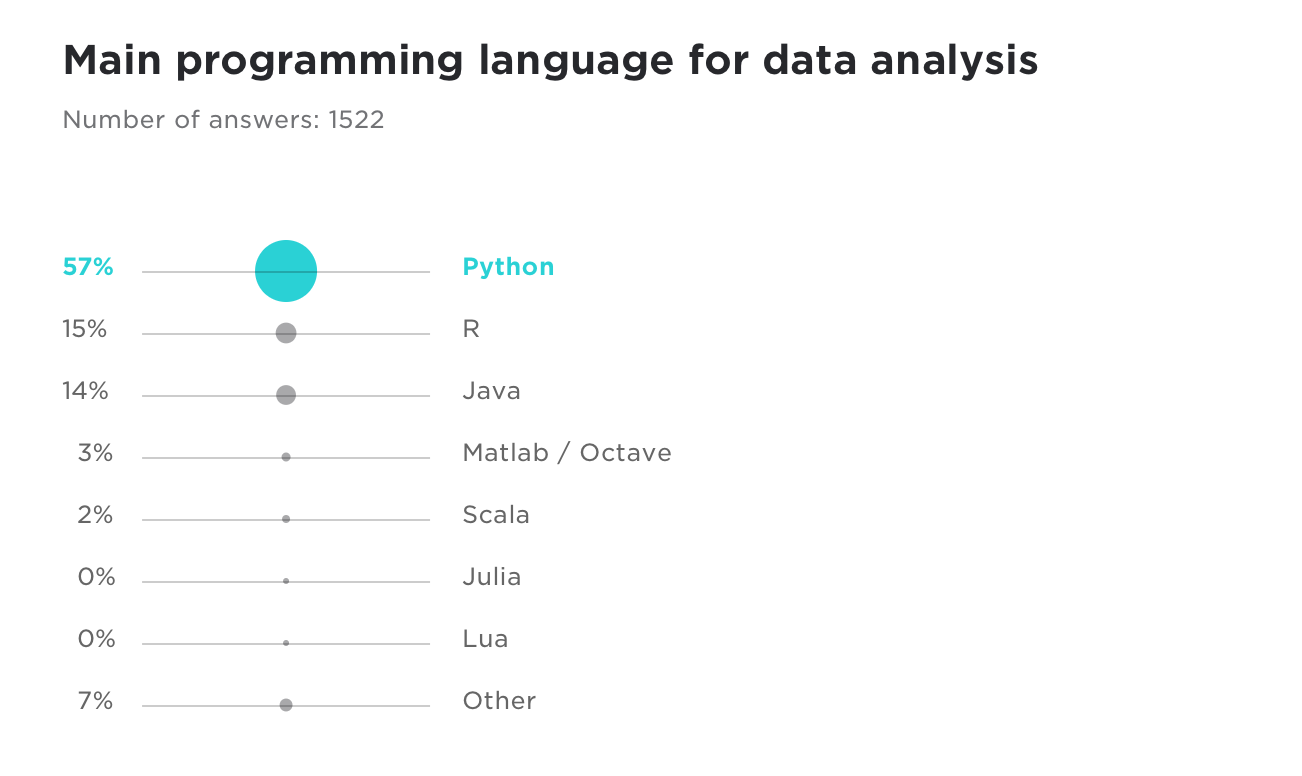 Main programming language for data analysis
Number of answers: 1522
57% Python
15% R
14% Java
3% Matlab / Octave
2% Scala
0% Julia
0% Lua
7% Other